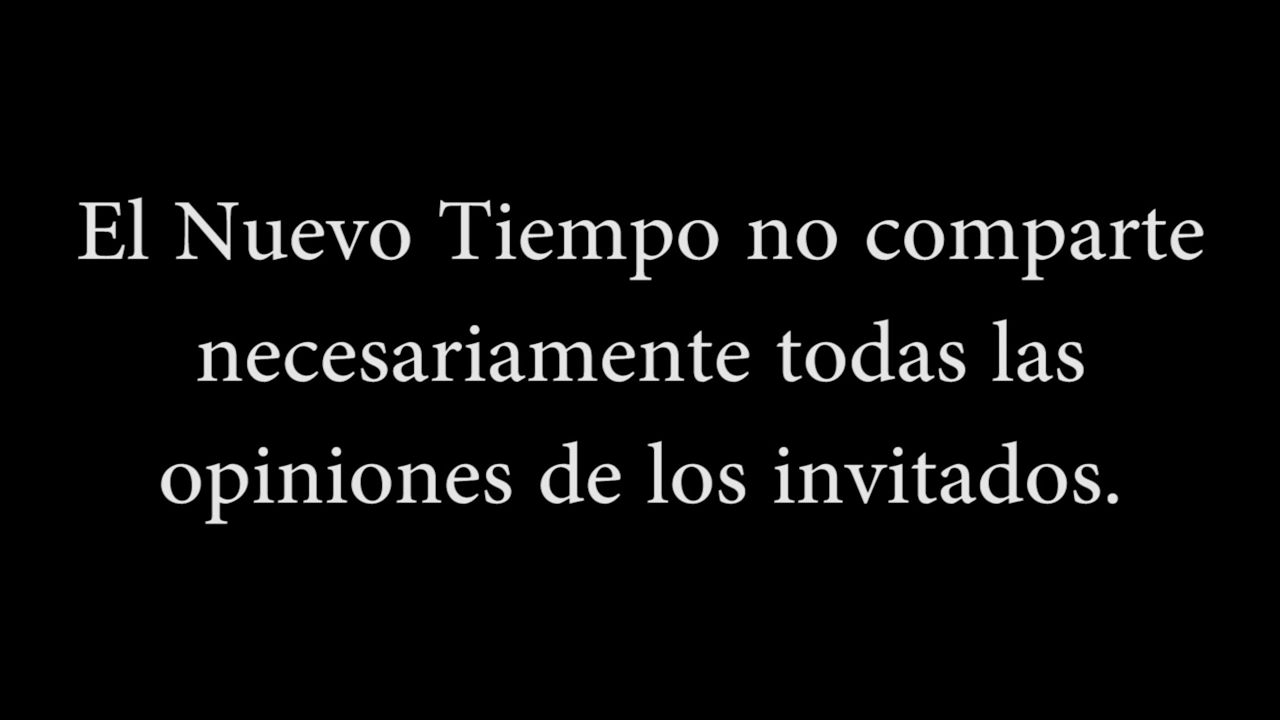 El Nuevo Tiempo no comparte
necesariamente todas las
opiniones de los invitados.